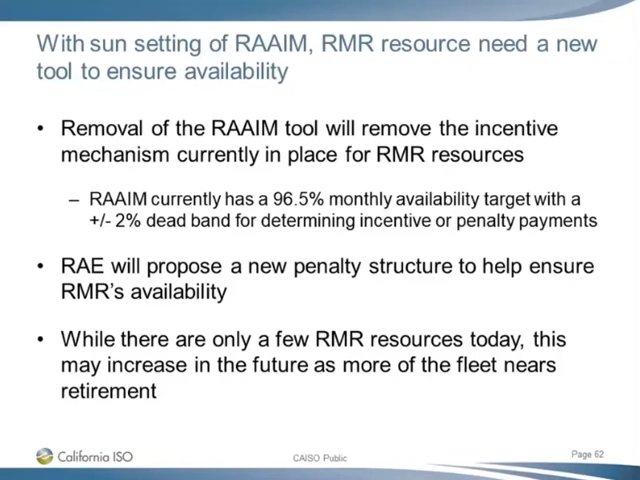 With sun setting of RAAIM, RMR resource need a new
tool to ensure availability
• Removal of the RAAIM tool will remove the incentive
mechanism currently in place for RMR resources
– RAAIM currently has a 96.5% monthly availability target with a
+/- 2% dead band for determining incentive or penalty payments
• RAE will propose a new penalty structure to help ensure
RMR's availability
• While there are only a few RMR resources today, this
may increase in the future as more of the fleet nears
retirement
California ISO
CAISO Public
Page 62